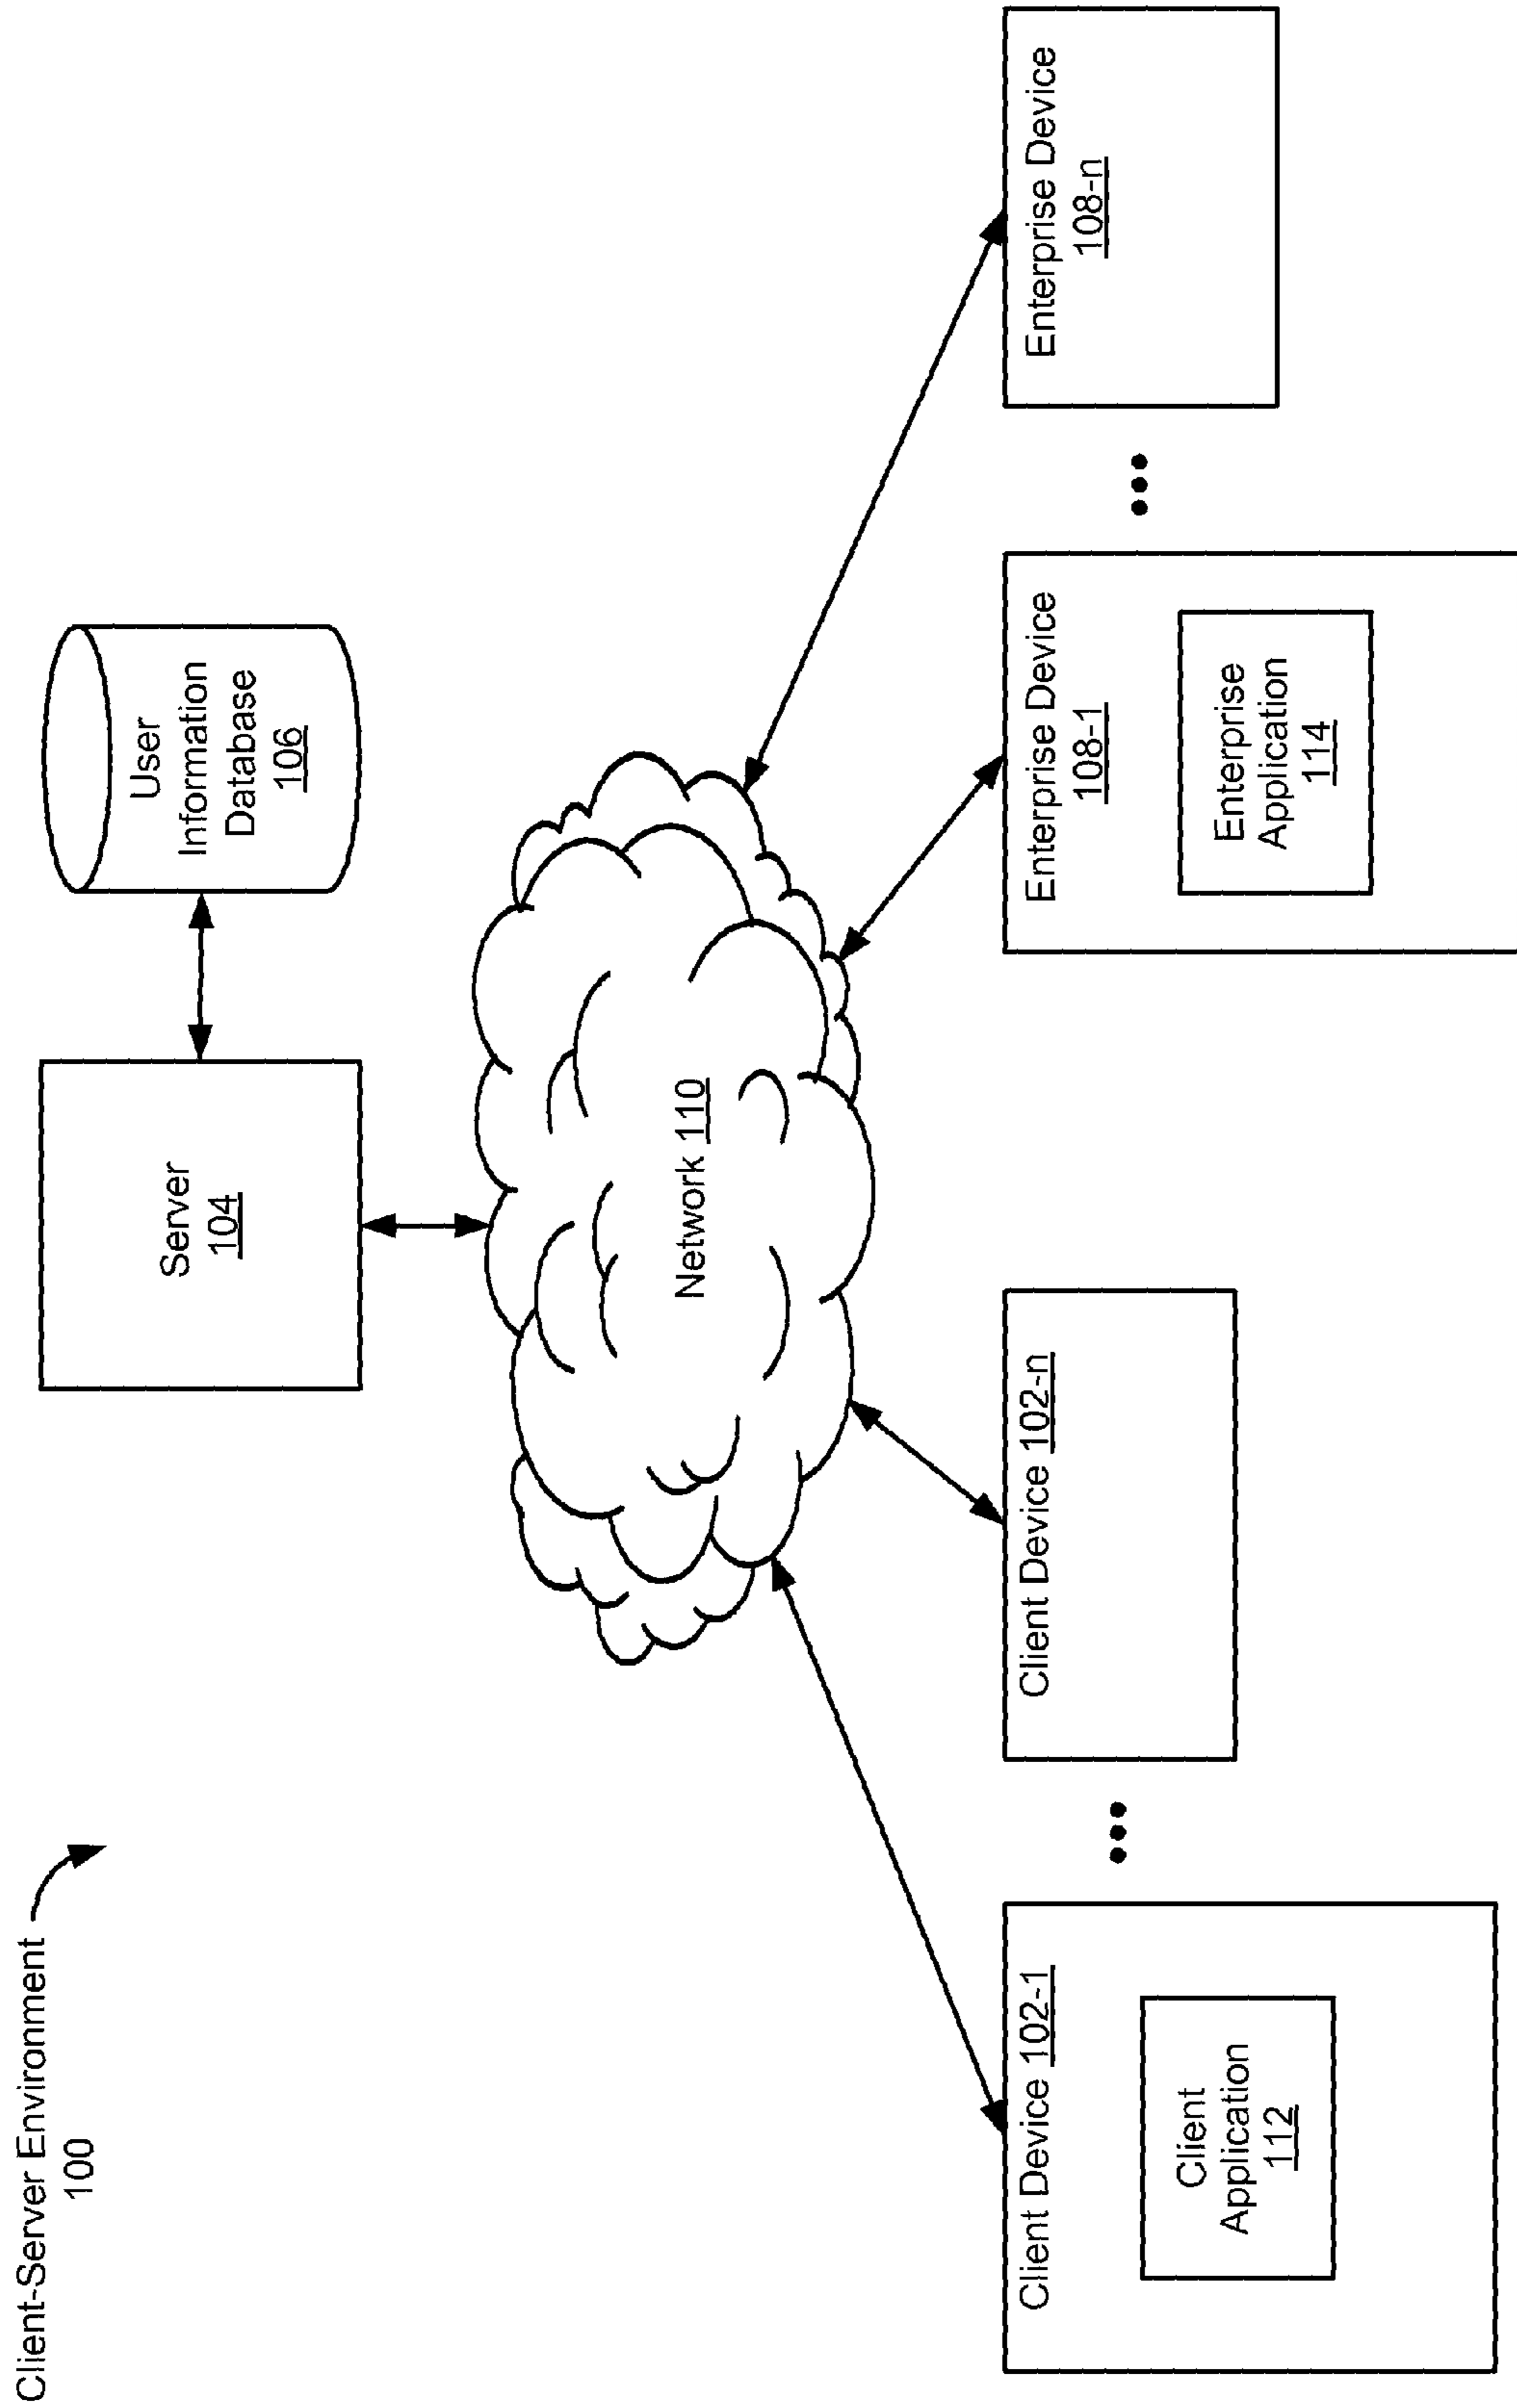 Client-Server Environment
100
Server
104
User
Information
Database
106
Network 110
Client Device 102-1
Client
Application
112
Client Device 102-n
Enterprise Device
108-1
Enterprise
Application
114
Enterprise Device
108-n